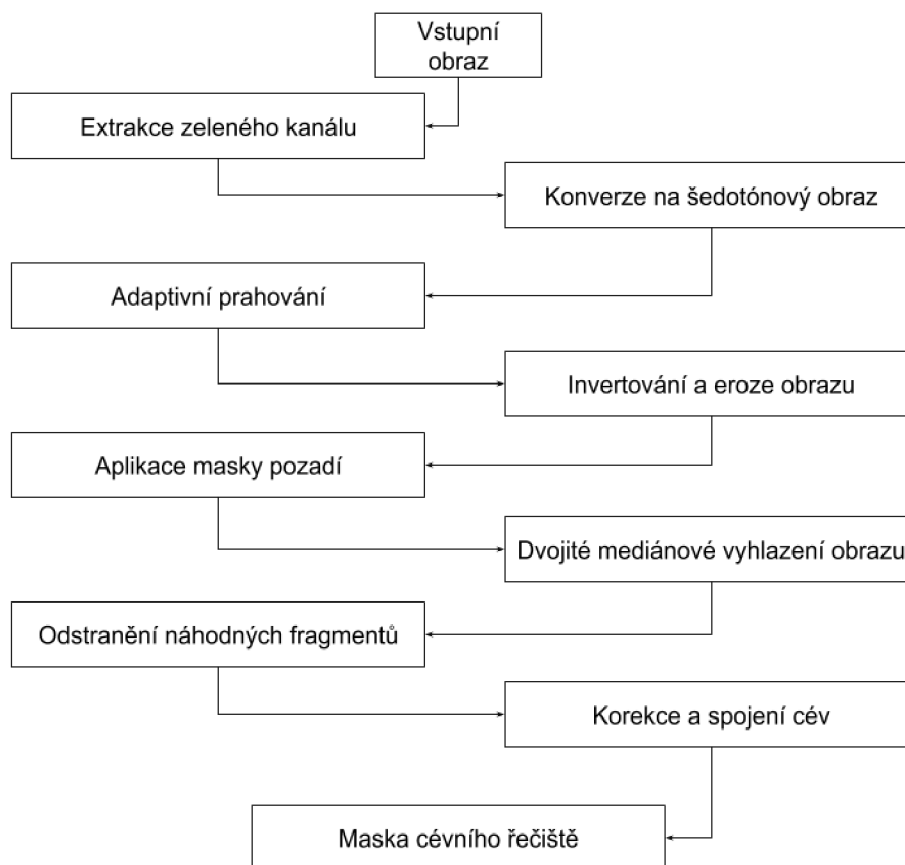 Vstupní
obraz
Extrakce zeleného kanálu
Konverze na šedotónový obraz
Adaptivní prahování
Invertování a eroze obrazu
Aplikace masky pozadí
Dvojité mediánové vyhlazení obrazu
Odstranění náhodných fragmentů
Korekce a spojení cév
Maska cévního řečiště